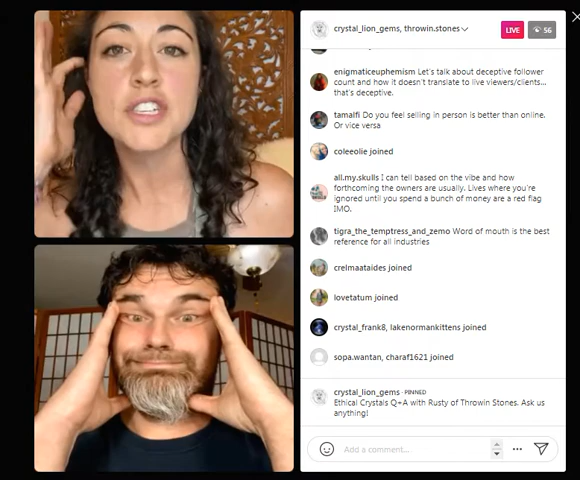 crystal_lion_gems, throwin.stones
LIVE
56
enigmaticeuphemism Let's talk about deceptive follower
count and how it doesn't translate to live viewers/clients...
that's deceptive.
tamalfi Do you feel selling in person is better than online.
Or vice versa
coleeolie joined
all.my.skulls I can tell based on the vibe and how
forthcoming the owners are usually. Lives where you're
ignored until you spend a bunch of money are a red flag
IMO.
tigra_the_temptress_and_zemo Word of mouth is the best
reference for all industries
crelmaataides joined
lovetatum joined
crystal_frank8, lakenormankittens joined
sopa.wantan, charaf1621 joined
crystal_lion_gems · PINNED
Ethical Crystals Q+A with Rusty of Throwin Stones. Ask us
anything!
Add a comment...